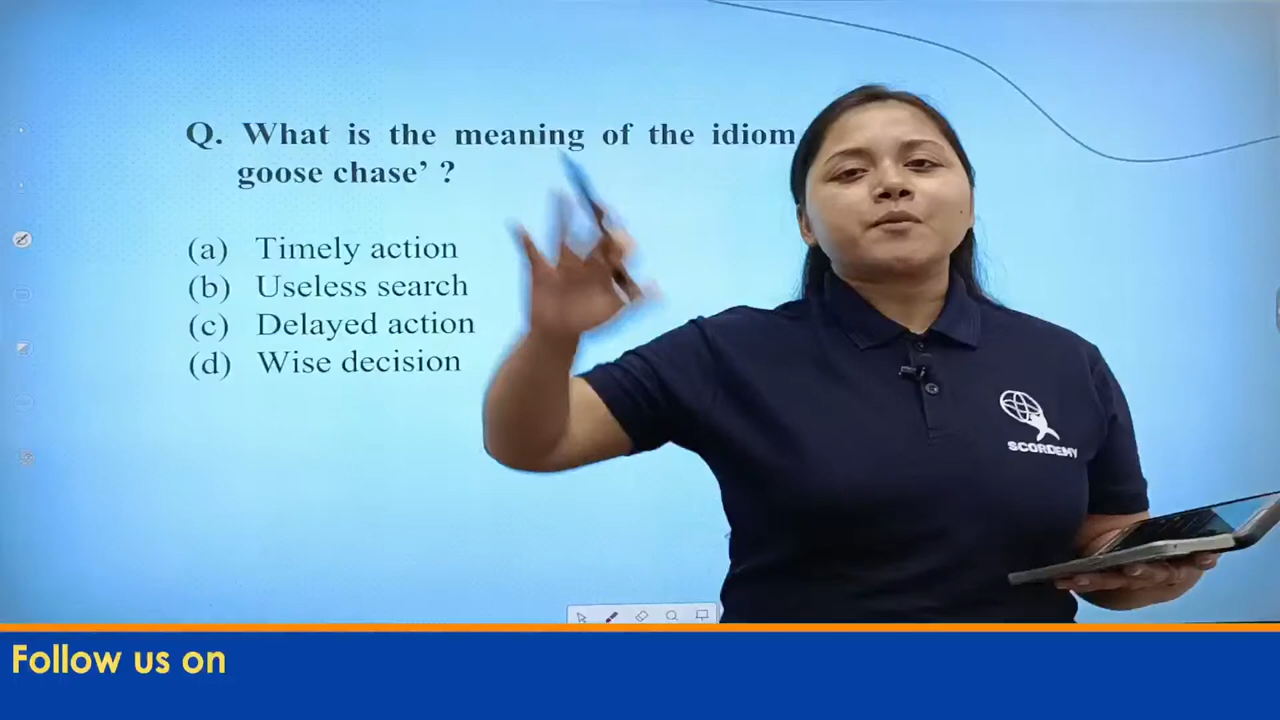 Q. What is the meaning of the idiom
goose chase’ ?
(a) Timely action
(b) Useless search
(c) Delayed action
(d) Wise decision
SCORDEMY
Follow us on